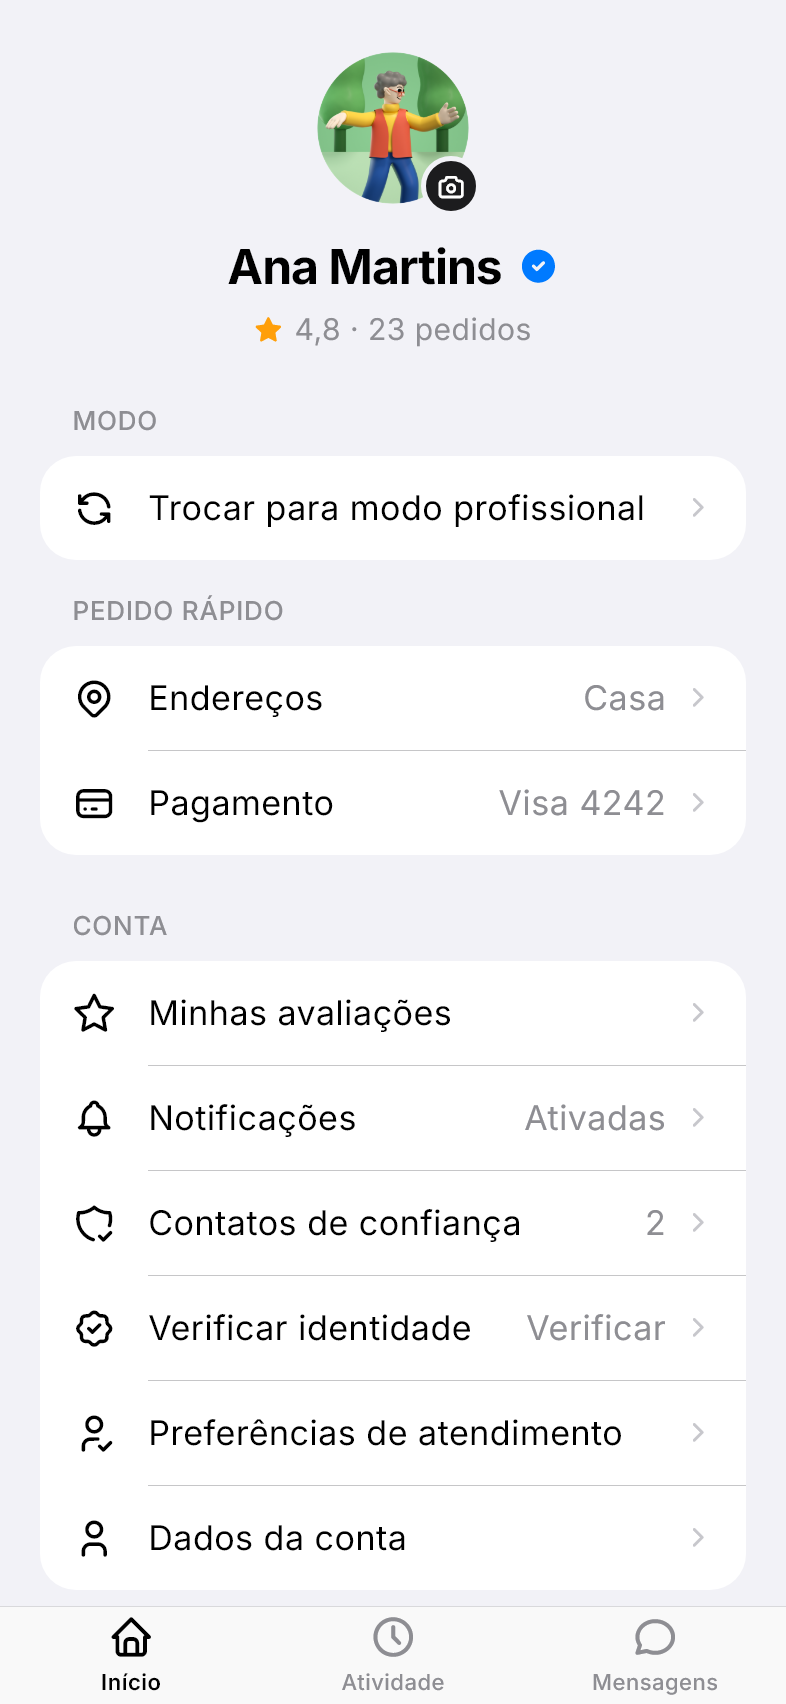 Ana Martins
4,8 · 23 pedidos
MODO
Trocar para modo profissional
PEDIDO RÁPIDO
Endereços Casa
Pagamento Visa 4242
CONTA
Minhas avaliações
Notificações Ativadas
Contatos de confiança 2
Verificar identidade Verificar
Preferências de atendimento
Dados da conta
Início Atividade Mensagens